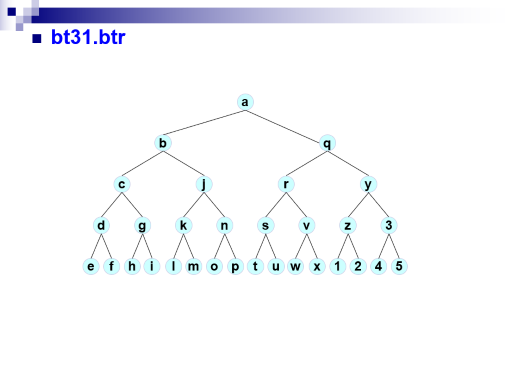 bt31.btr
a
b q
c j r y
d g k n s v z 3
e f h i l m o p t u w x 1 2 4 5